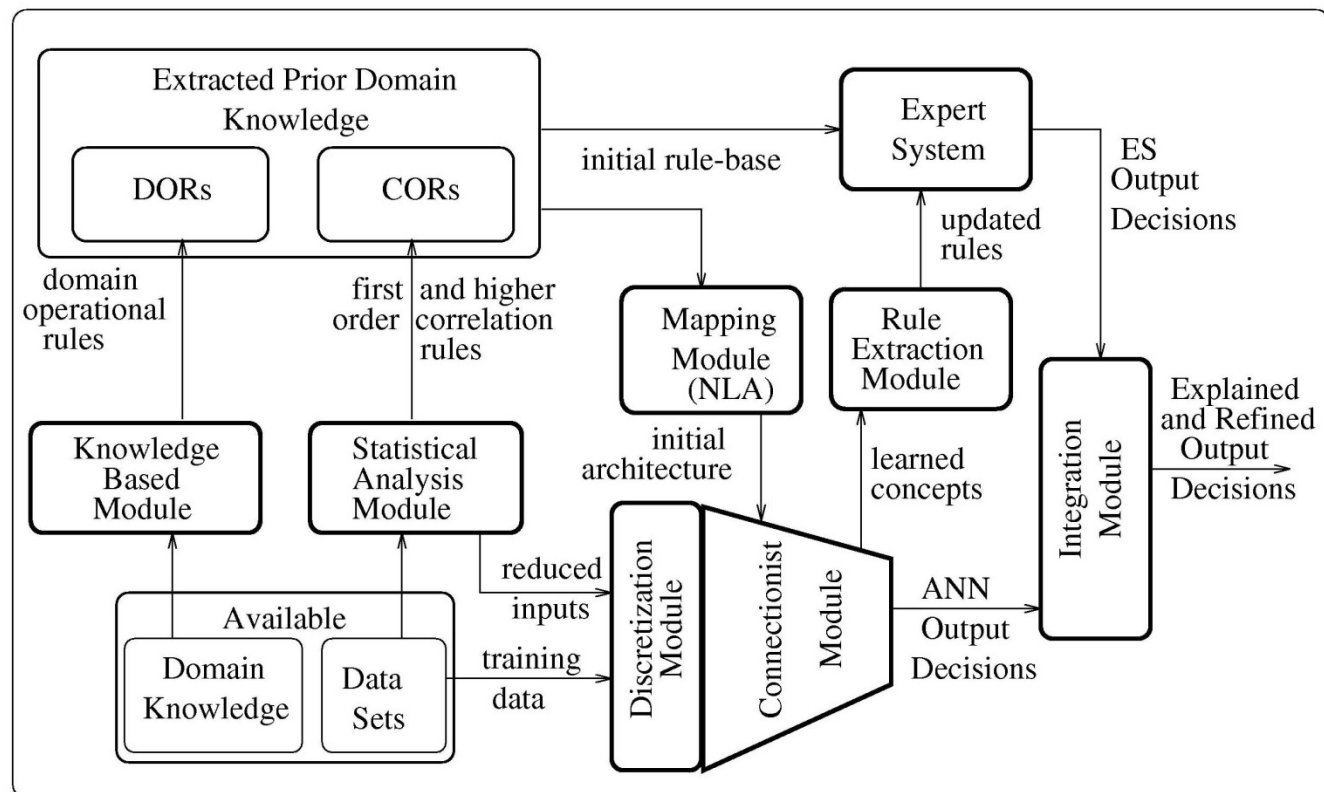 Extracted Prior Domain
Knowledge
DORs
CORs
initial rule-base
Expert
System
ES
Output
Decisions
updated
rules
domain
operational
rules
first
order
and higher
correlation
rules
Mapping
Module
(NLA)
Rule
Extraction
Module
Knowledge
Based
Module
Statistical
Analysis
Module
initial
architecture
learned
concepts
Integration
Module
Explained
and Refined
Output
Decisions
reduced
inputs
Discretization
Module
Connectionist
Module
ANN
Output
Decisions
Available
Domain
Knowledge
Data
Sets
training
data